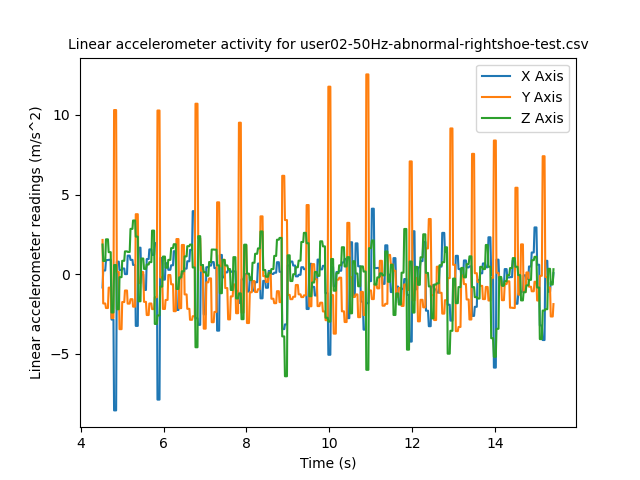 Linear accelerometer activity for user02-50Hz-abnormal-rightshoe-test.csv
X Axis
Y Axis
Z Axis
Linear accelerometer readings (m/s^2)
10
5
0
−5
4
6
8
10
12
14
Time (s)